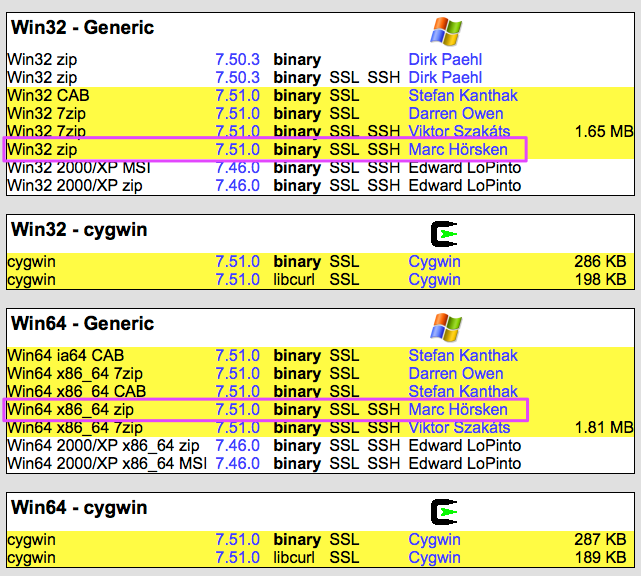 Win32 - Generic
Win32 zip 7.50.3 binary Dirk Paehl
Win32 zip 7.50.3 binary SSL SSH Dirk Paehl
Win32 CAB 7.51.0 binary SSL Stefan Kanthak
Win32 7zip 7.51.0 binary SSL Darren Owen
Win32 7zip 7.51.0 binary SSL SSH Viktor Szakáts 1.65 MB
Win32 zip 7.51.0 binary SSL SSH Marc Hörsken
Win32 2000/XP MSI 7.46.0 binary SSL SSH Edward LoPinto
Win32 2000/XP zip 7.46.0 binary SSL SSH Edward LoPinto
Win32 - cygwin
cygwin 7.51.0 binary SSL Cygwin 286 KB
cygwin 7.51.0 libcurl SSL Cygwin 198 KB
Win64 - Generic
Win64 ia64 CAB 7.51.0 binary SSL Stefan Kanthak
Win64 x86_64 7zip 7.51.0 binary SSL Darren Owen
Win64 x86_64 CAB 7.51.0 binary SSL Stefan Kanthak
Win64 x86_64 zip 7.51.0 binary SSL SSH Marc Hörsken
Win64 x86_64 7zip 7.51.0 binary SSL SSH Viktor Szakáts 1.81 MB
Win64 2000/XP x86_64 zip 7.46.0 binary SSL SSH Edward LoPinto
Win64 2000/XP x86_64 MSI 7.46.0 binary SSL SSH Edward LoPinto
Win64 - cygwin
cygwin 7.51.0 binary SSL Cygwin 287 KB
cygwin 7.51.0 libcurl SSL Cygwin 189 KB